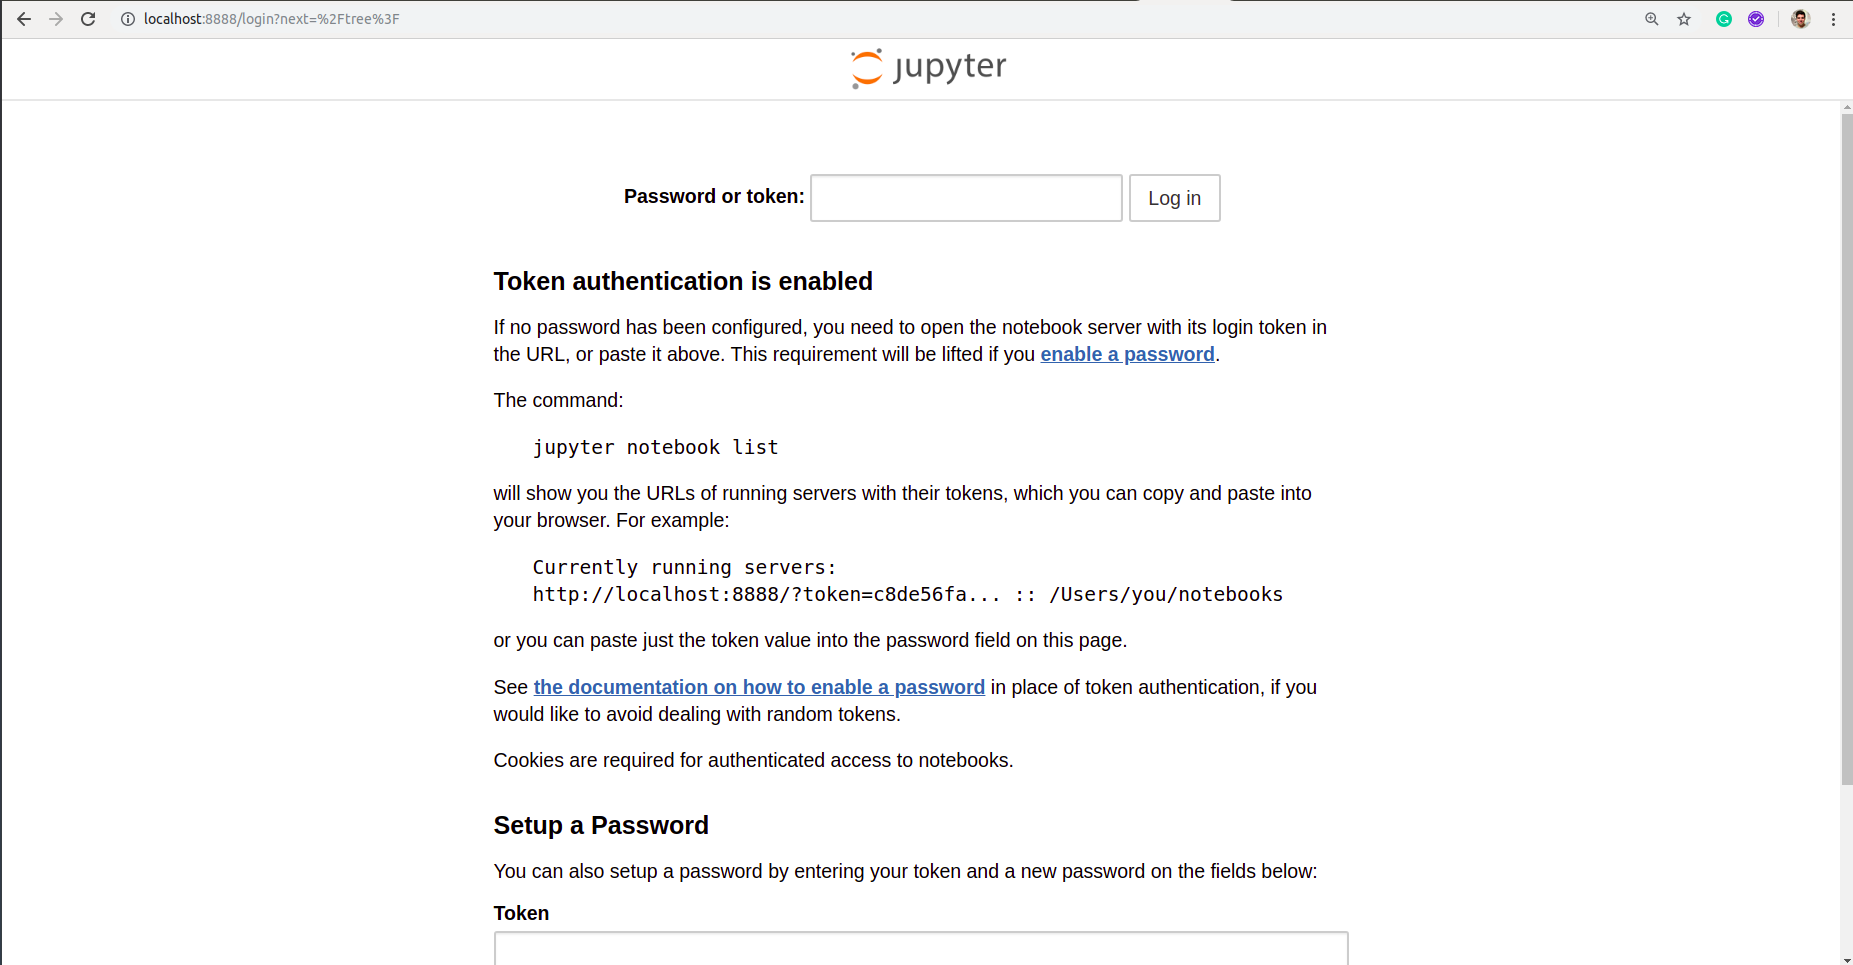 localhost:8888/login?next=%2Ftree%3F
jupyter
Password or token:
Log in
Token authentication is enabled
If no password has been configured, you need to open the notebook server with its login token in
the URL, or paste it above. This requirement will be lifted if you enable a password.
The command:
jupyter notebook list
will show you the URLs of running servers with their tokens, which you can copy and paste into
your browser. For example:
Currently running servers:
http://localhost:8888/?token=c8de56fa... :: /Users/you/notebooks
or you can paste just the token value into the password field on this page.
See the documentation on how to enable a password in place of token authentication, if you
would like to avoid dealing with random tokens.
Cookies are required for authenticated access to notebooks.
Setup a Password
You can also setup a password by entering your token and a new password on the fields below:
Token